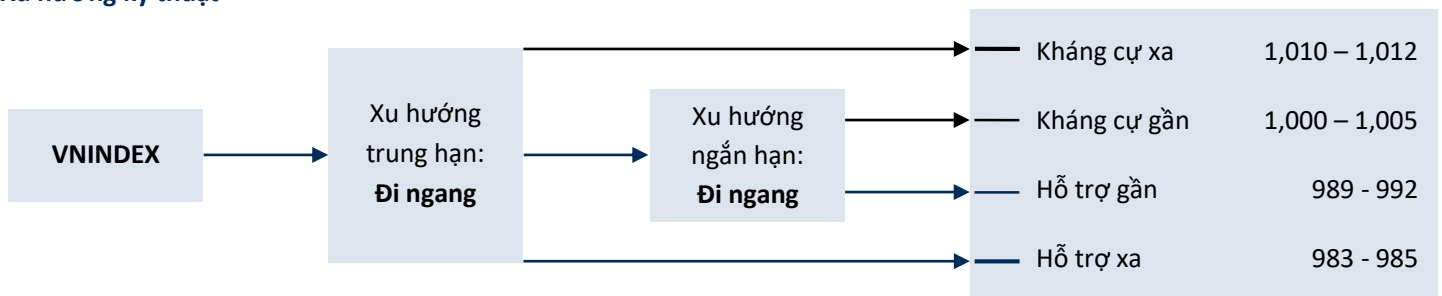 VNINDEX
Xu hướng
trung hạn:
Đi ngang
Xu hướng
ngắn hạn:
Đi ngang
Kháng cự xa 1,010 – 1,012
Kháng cự gần 1,000 – 1,005
Hỗ trợ gần 989 - 992
Hỗ trợ xa 983 - 985